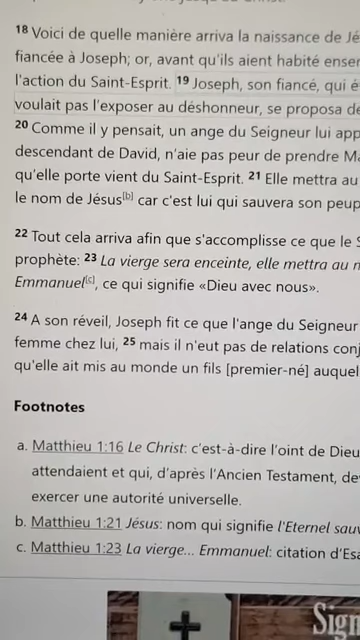 18 Voici de quelle manière arriva la naissance de
fiancée à Joseph; or, avant qu'ils aient habité
l'action du Saint-Esprit. 19 Joseph, son fiancé, qui
voulait pas l'exposer au déshonneur, se proposa
20 Comme il y pensait, un ange du Seigneur lui
descendant de David, n'aie pas peur de prendre
qu'elle porte vient du Saint-Esprit. 21 Elle mettra au
le nom de Jésus[b] car c'est lui qui sauvera son
22 Tout cela arriva afin que s'accomplisse ce que le
prophète: 23 La vierge sera enceinte, elle mettra au
Emmanuel[c], ce qui signifie «Dieu avec nous».
24 A son réveil, Joseph fit ce que l'ange du Seigneur
femme chez lui, 25 mais il n'eut pas de relations
qu'elle ait mis au monde un fils [premier-né] auquel
Footnotes
a. Matthieu 1:16 Le Christ: c'est-à-dire l'oint de Dieu
attendaient et qui, d'après l'Ancien Testament,
exercer une autorité universelle.
b. Matthieu 1:21 Jésus: nom qui signifie l'Eternel
c. Matthieu 1:23 La vierge... Emmanuel: citation
Sign